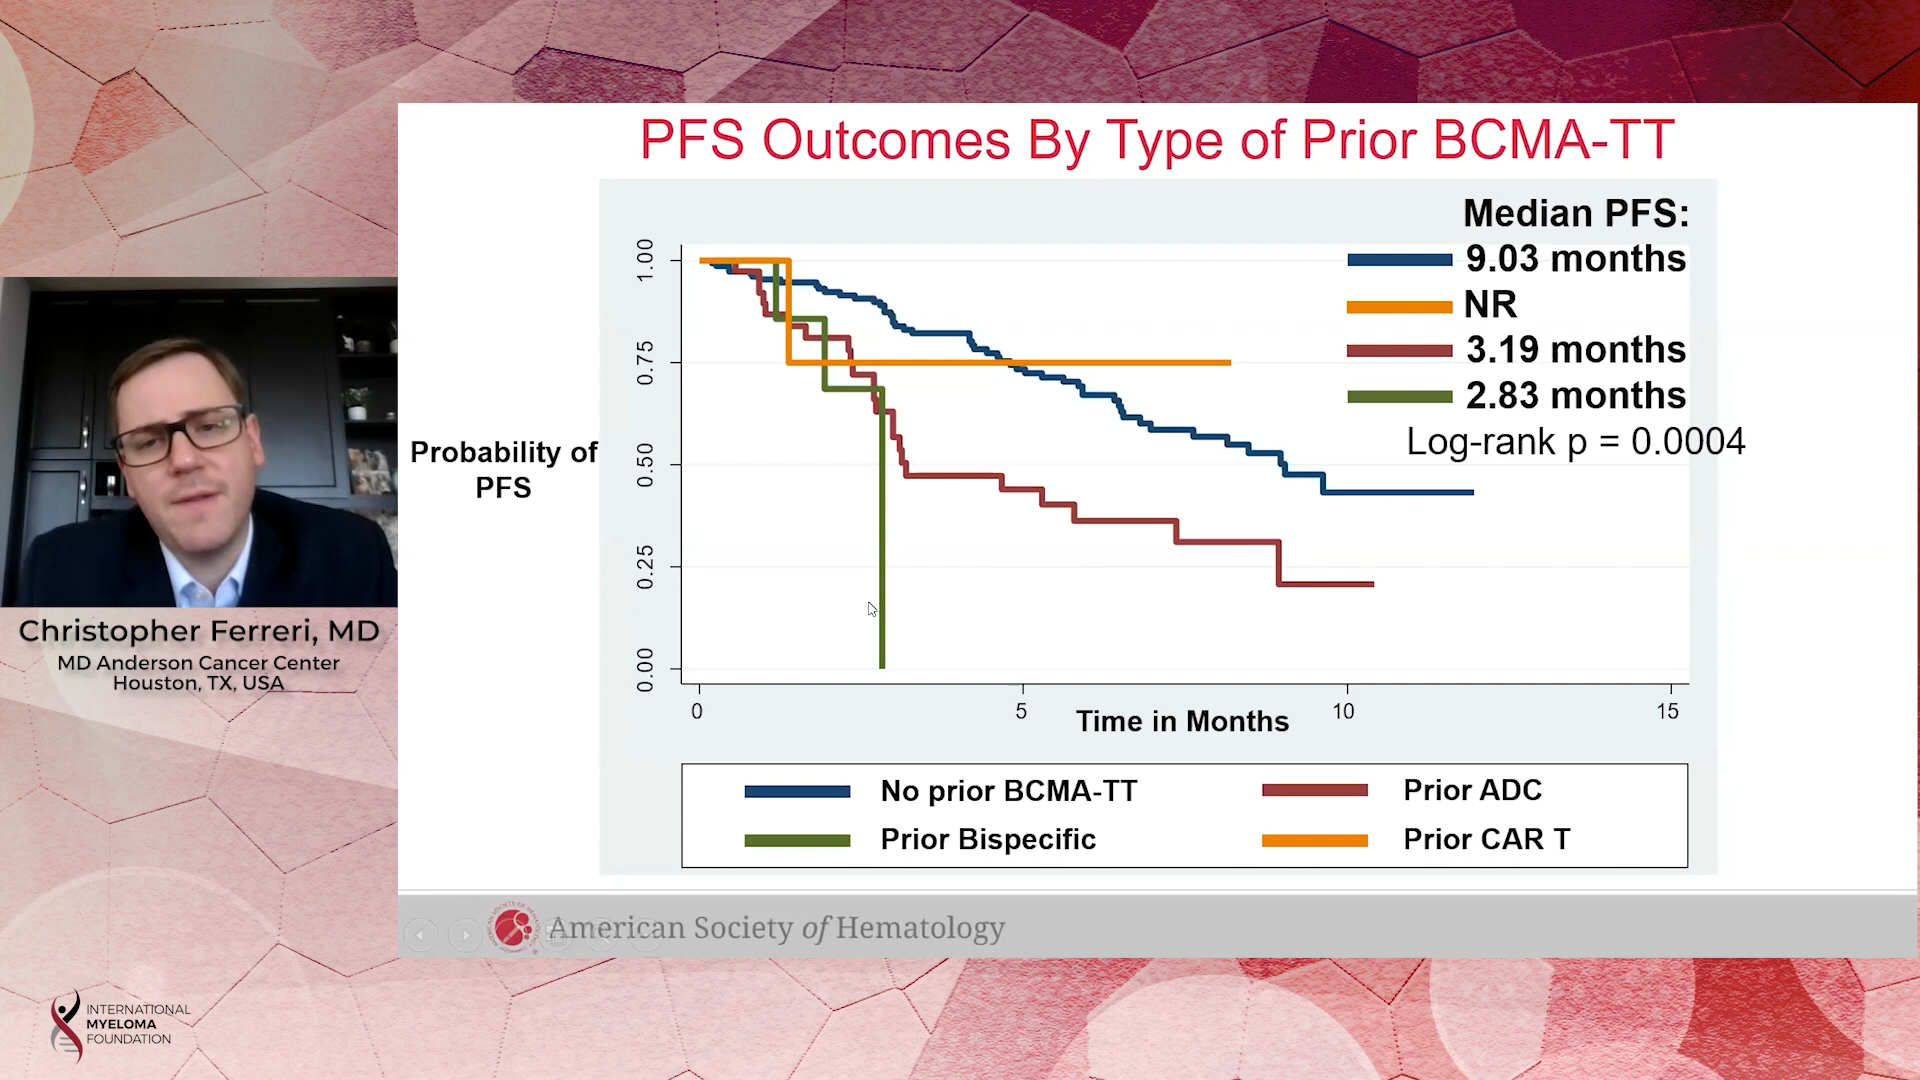 PFS Outcomes By Type of Prior BCMA-TT
Median PFS:
9.03 months
NR
3.19 months
2.83 months
Log-rank p = 0.0004
Probability of
PFS
1.00
0.75
0.50
0.25
0.00
0
5
10
15
Time in Months
No prior BCMA-TT
Prior ADC
Prior Bispecific
Prior CAR T
American Society of Hematology
Christopher Ferreri, MD
MD Anderson Cancer Center
Houston, TX, USA
INTERNATIONAL
MYELOMA
FOUNDATION